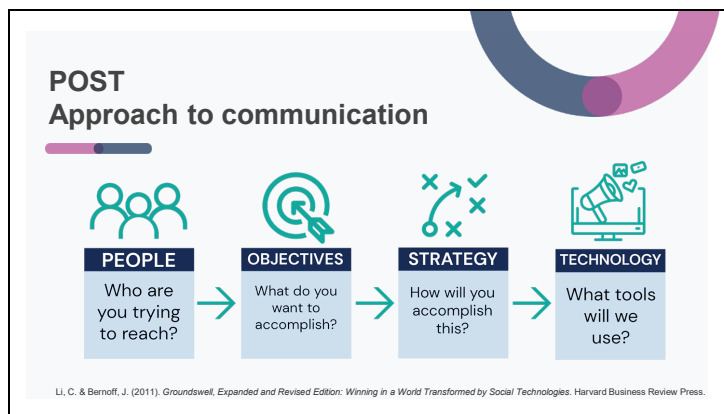 POST
Approach to communication
PEOPLE
Who are
you trying
to reach?
OBJECTIVES
What do you
want to
accomplish?
STRATEGY
How will you
accomplish
this?
TECHNOLOGY
What tools
will we
use?
Li, C. & Bernoff, J. (2011). Groundswell, Expanded and Revised Edition: Winning in a World Transformed by Social Technologies. Harvard Business Review Press.